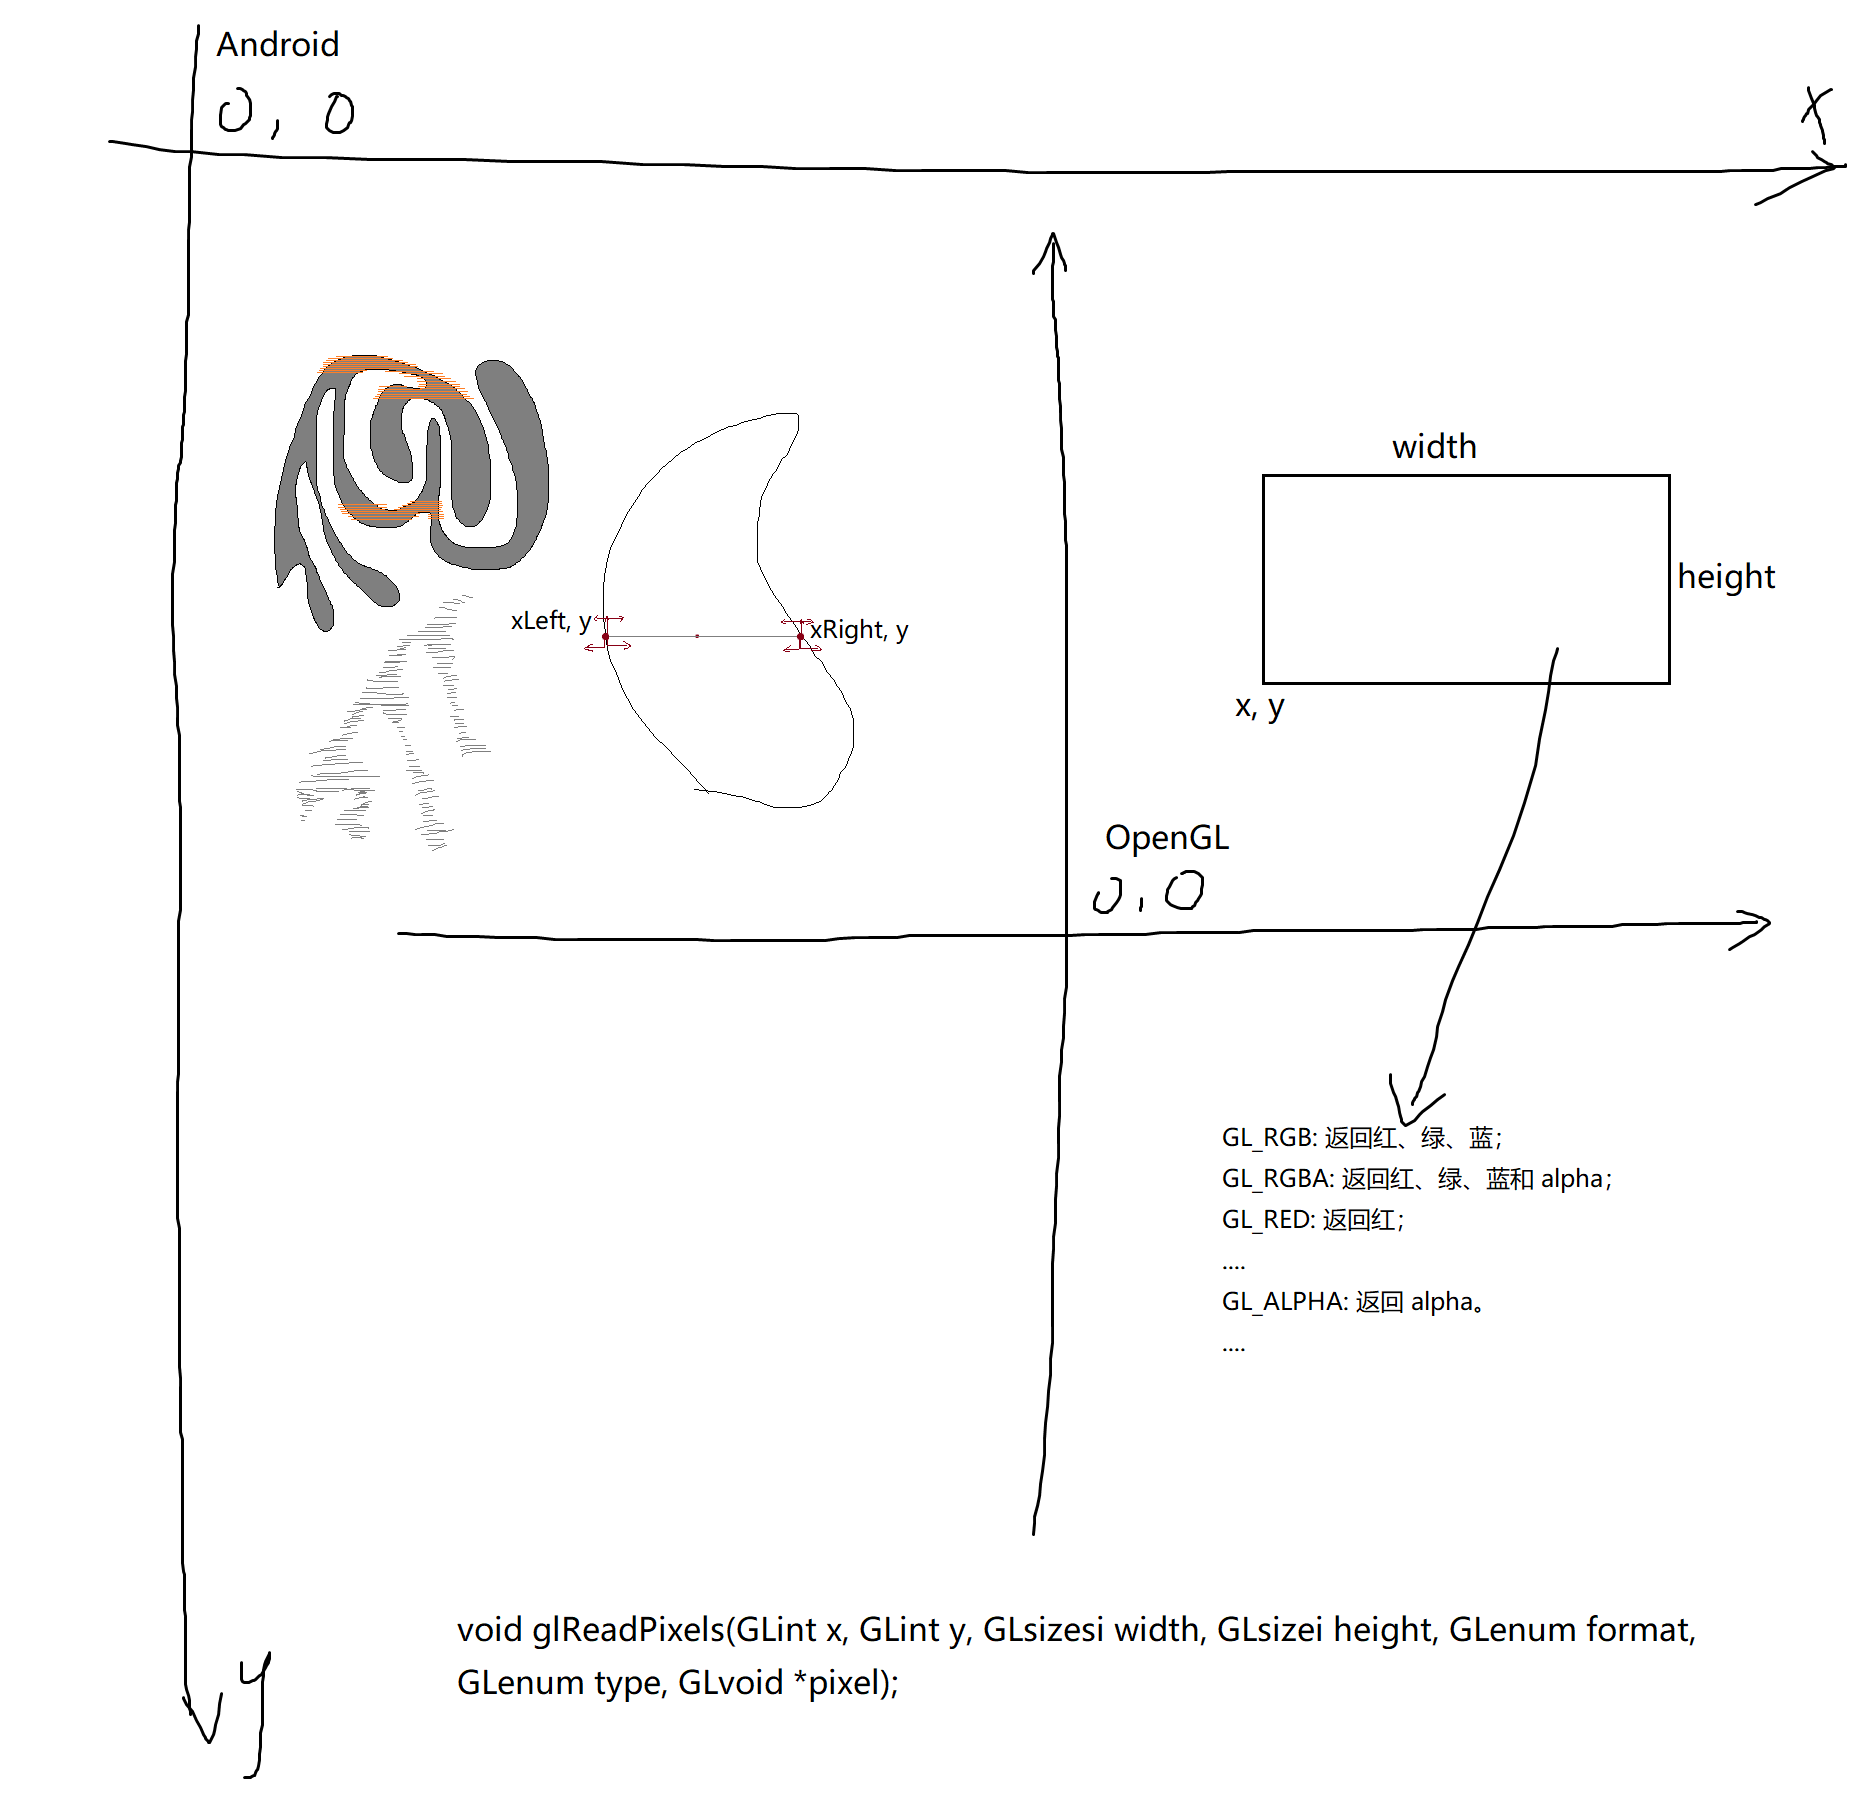 Android
0, 0
x
width
height
xLeft, y
xRight, y
x, y
OpenGL
0, 0
GL_RGB: 返回红、绿、蓝；
GL_RGBA: 返回红、绿、蓝和 alpha；
GL_RED: 返回红；
....
GL_ALPHA: 返回 alpha。
....
void glReadPixels(GLint x, GLint y, GLsizesi width, GLsizei height, GLenum format,
GLenum type, GLvoid *pixel);
y